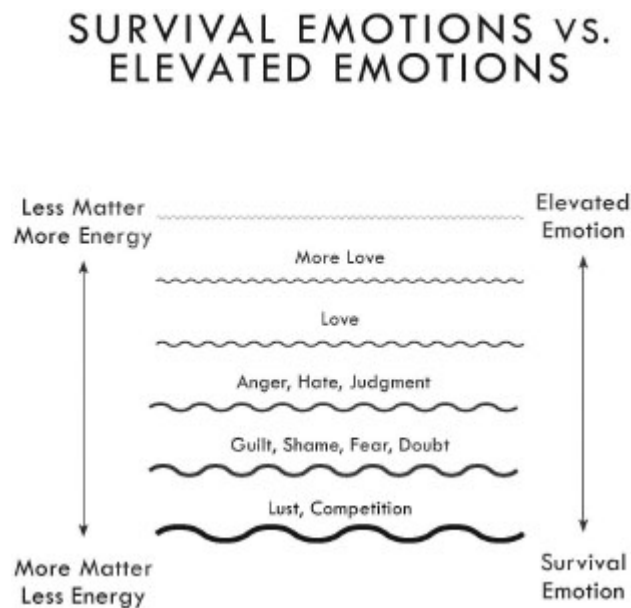 SURVIVAL EMOTIONS VS.
ELEVATED EMOTIONS
Less Matter
More Energy
Elevated
Emotion
More Love
Love
Anger, Hate, Judgment
Guilt, Shame, Fear, Doubt
Lust, Competition
More Matter
Less Energy
Survival
Emotion